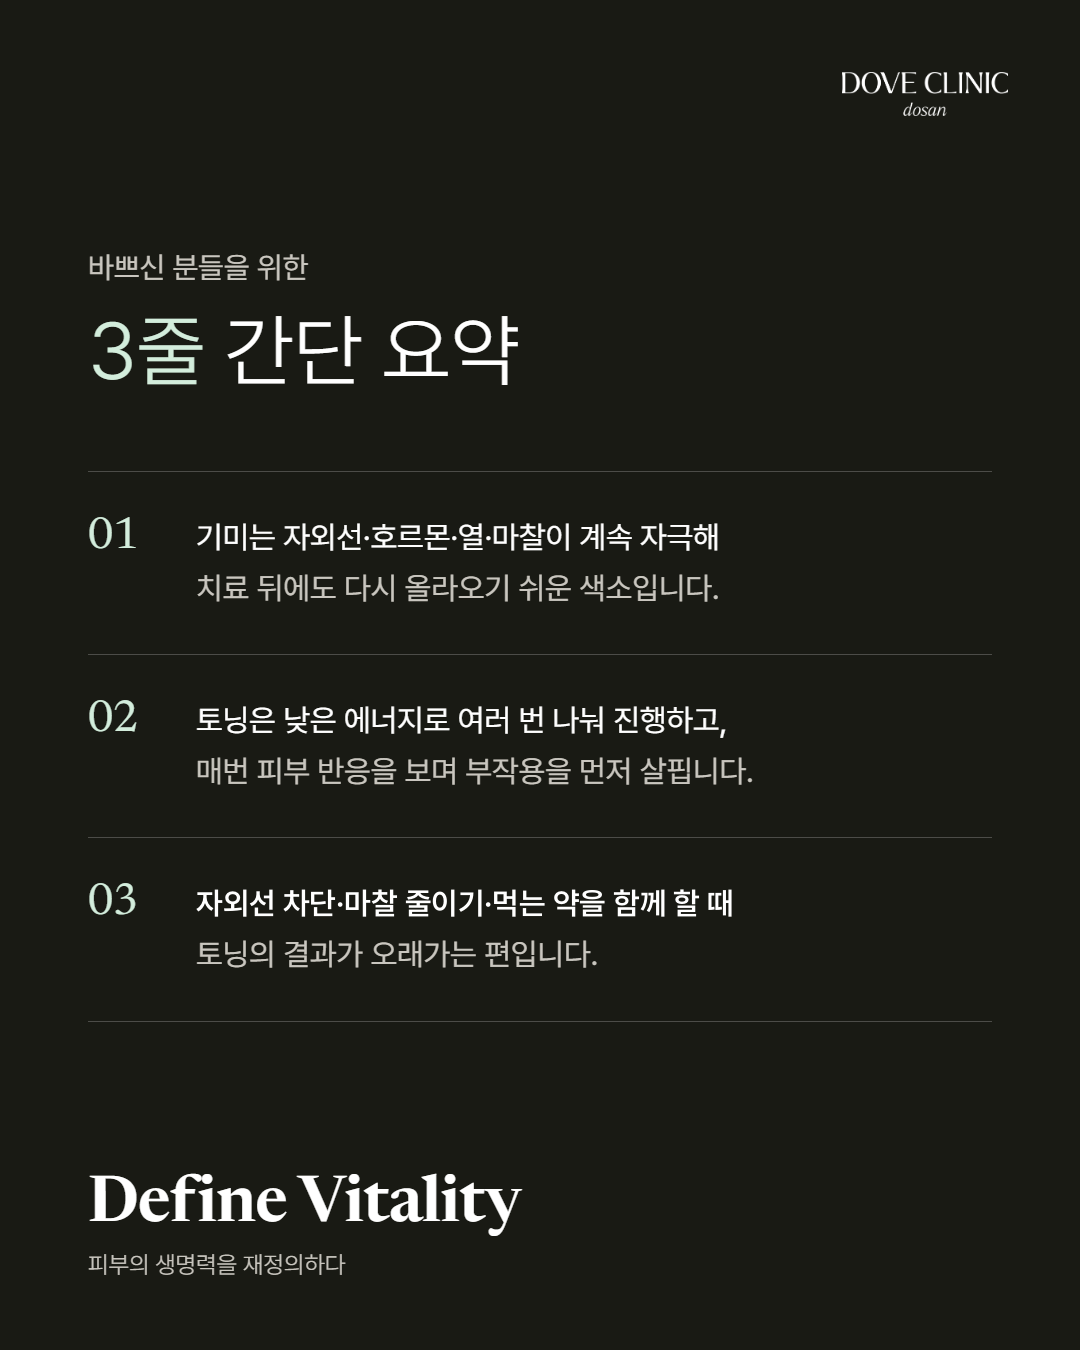 DOVE CLINIC
dosan
바쁘신 분들을 위한
3줄 간단 요약
01
기미는 자외선·호르몬·열·마찰이 계속 자극해
치료 뒤에도 다시 올라오기 쉬운 색소입니다.
02
토닝은 낮은 에너지로 여러 번 나눠 진행하고,
매번 피부 반응을 보며 부작용을 먼저 살핍니다.
03
자외선 차단·마찰 줄이기·먹는 약을 함께 할 때
토닝의 결과가 오래가는 편입니다.
Define Vitality
피부의 생명력을 재정의하다